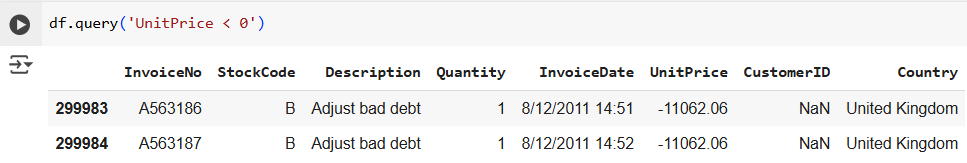 df.query('UnitPrice < 0')
InvoiceNo StockCode Description Quantity InvoiceDate UnitPrice CustomerID Country
299983 A563186 B Adjust bad debt 1 8/12/2011 14:51 -11062.06 NaN United Kingdom
299984 A563187 B Adjust bad debt 1 8/12/2011 14:52 -11062.06 NaN United Kingdom